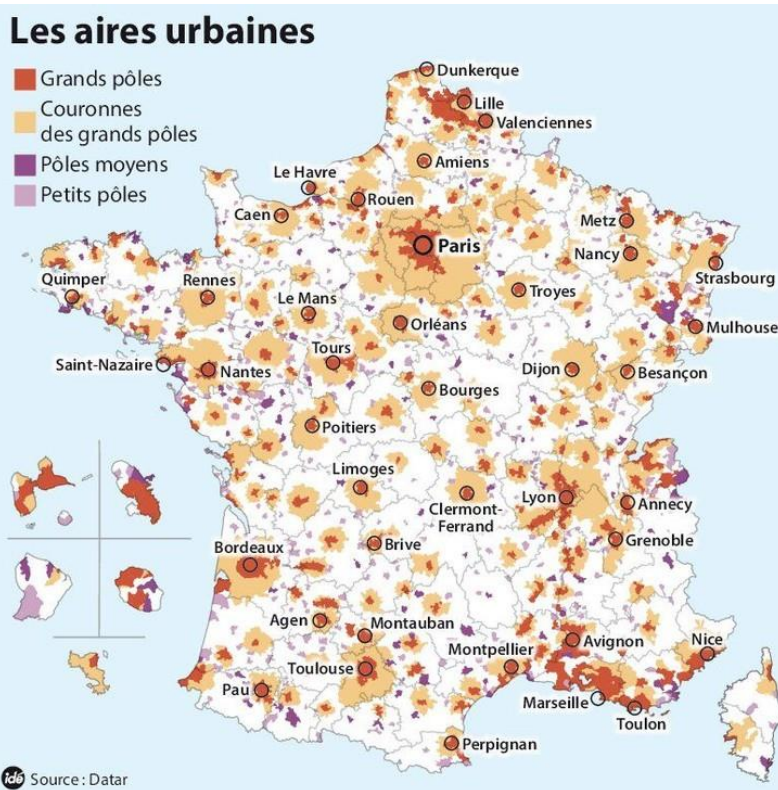 Les aires urbaines
Grands pôles
Couronnes
des grands pôles
Pôles moyens
Petits pôles
Dunkerque
Lille
Valenciennes
Amiens
Le Havre
Rouen
Caen
Metz
Paris
Nancy
Strasbourg
Quimper
Rennes
Le Mans
Troyes
Orléans
Mulhouse
Tours
Saint-Nazaire
Nantes
Dijon
Besançon
Bourges
Poitiers
Limoges
Lyon
Annecy
Clermont-
Ferrand
Grenoble
Bordeaux
Brive
Agen
Montauban
Avignon
Nice
Montpellier
Toulouse
Pau
Marseille
Toulon
Perpignan
idé Source : Datar